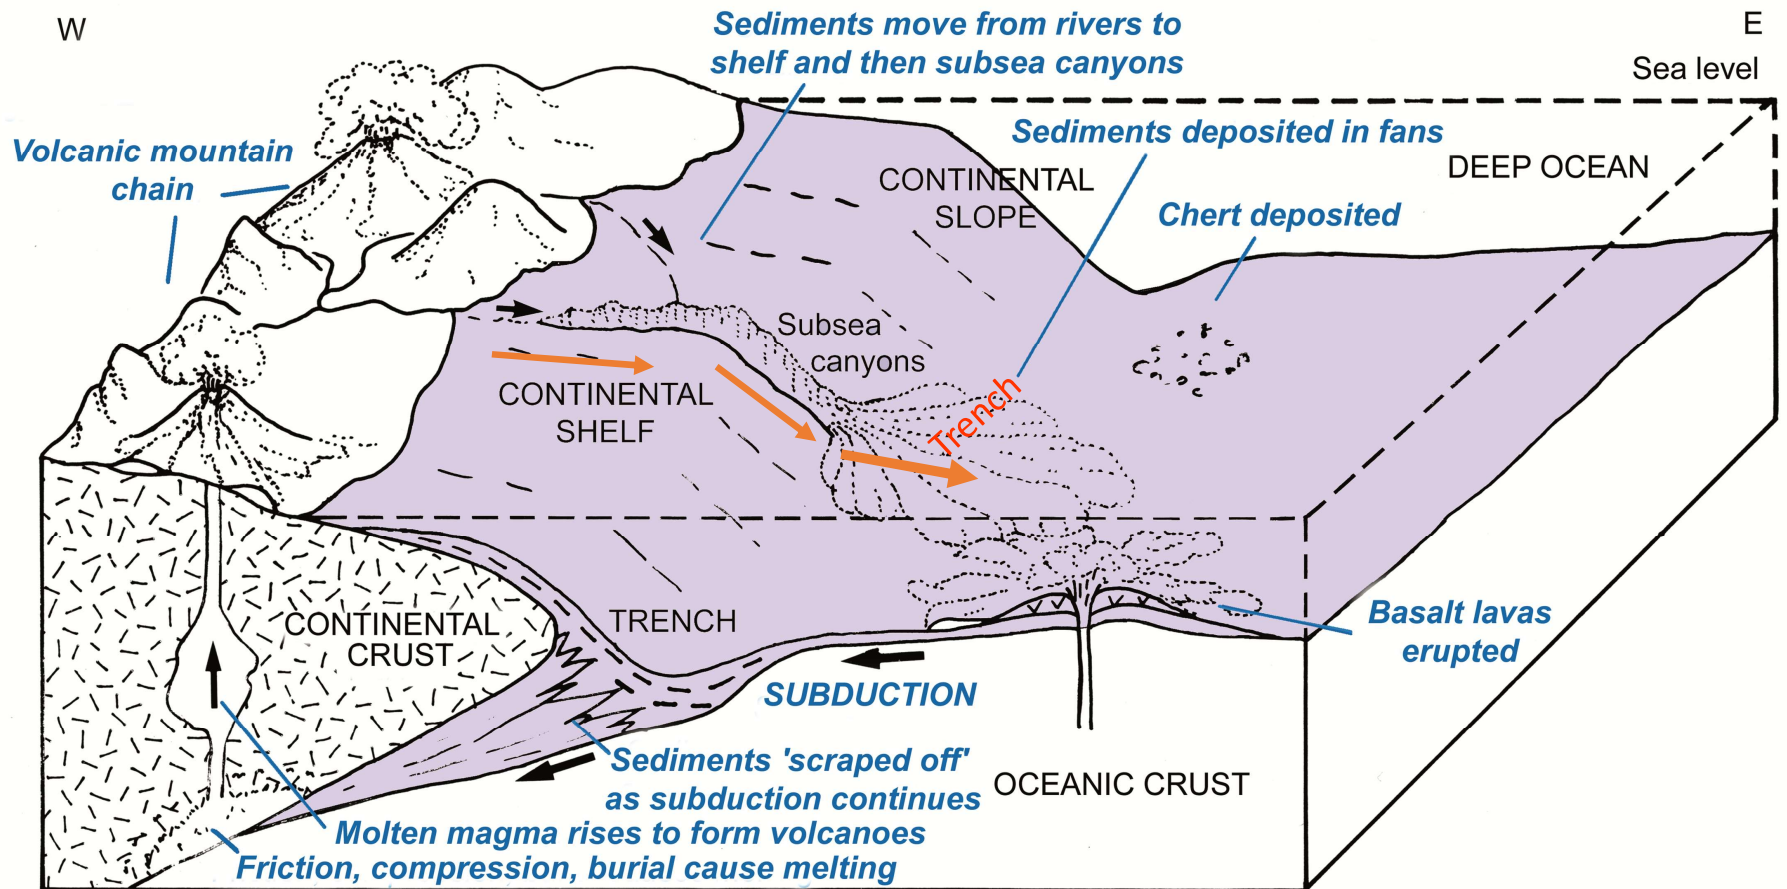 W
E
Sediments move from rivers to
shelf and then subsea canyons
Sea level
Sediments deposited in fans
Volcanic mountain
chain
DEEP OCEAN
CONTINENTAL
SLOPE
Chert deposited
Subsea
canyons
CONTINENTAL
SHELF
Trench
CONTINENTAL
CRUST
TRENCH
Basalt lavas
erupted
SUBDUCTION
Sediments 'scraped off'
as subduction continues
OCEANIC CRUST
Molten magma rises to form volcanoes
Friction, compression, burial cause melting